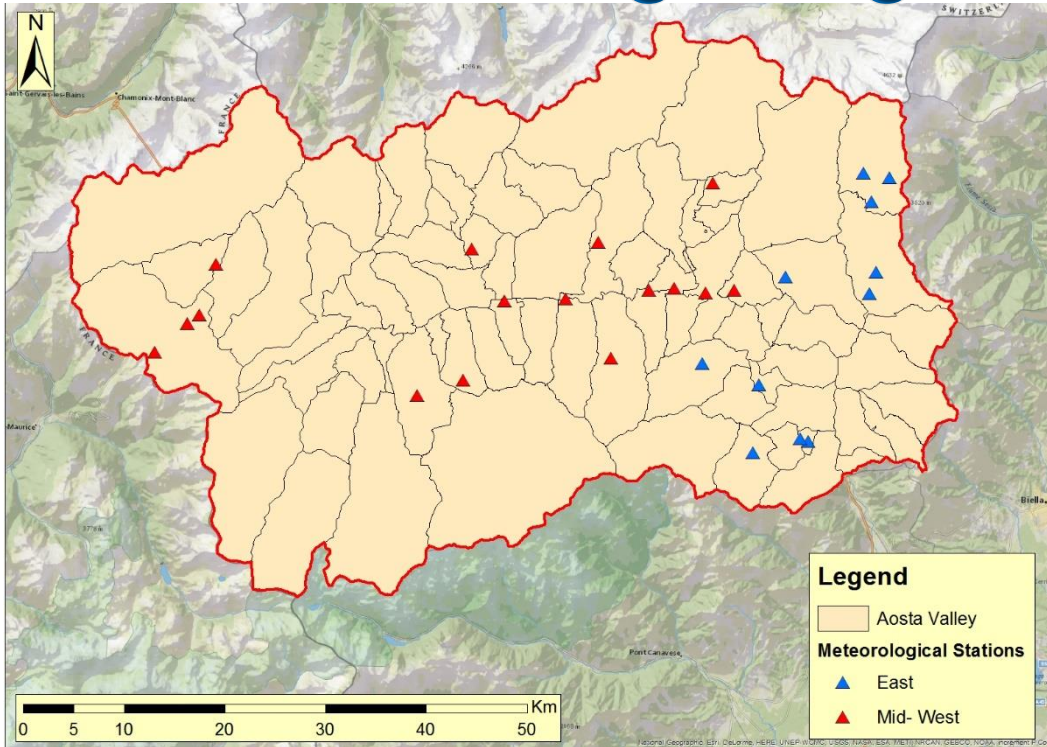 N
SWITZERL
Saint-Gervais-les-Bains
Chamonix-Mont-Blanc
FRANCE
FRANCE
Biella
Pont Canavese
Legend
Aosta Valley
Meteorological Stations
East
Mid- West
Km
0 5 10 20 30 40 50